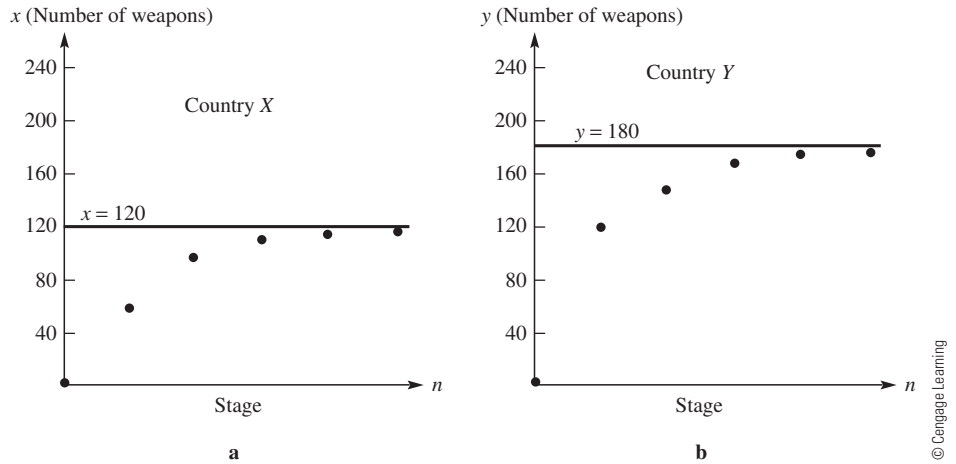 x (Number of weapons)
240
200
160
120
80
40
Country X
x = 120
n
Stage
a
y (Number of weapons)
240
200
160
120
80
40
Country Y
y = 180
n
Stage
b
© Cengage Learning